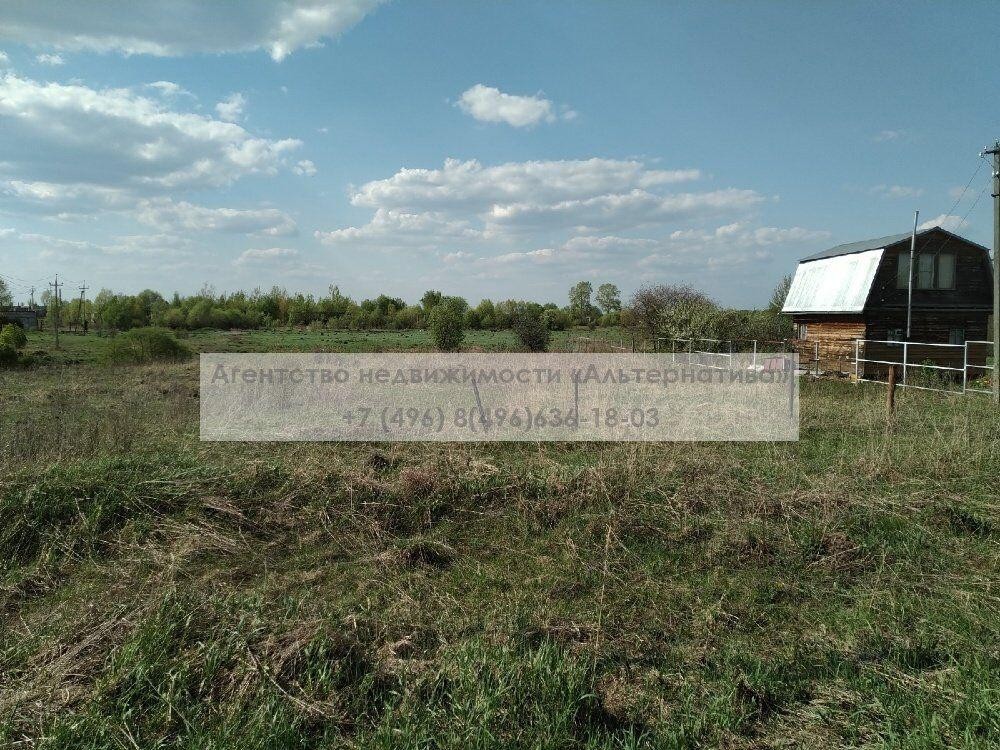 Агентство недвижимости «Альтернатива»
+7 (496) 8(496)636-18-03